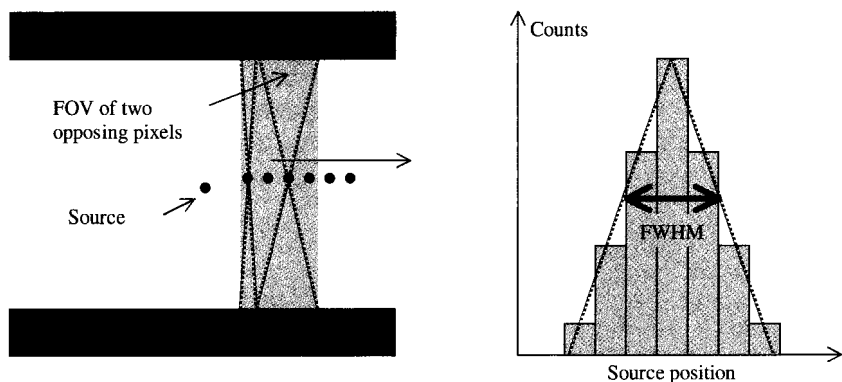 FOV of two
opposing pixels
Source
Counts
FWHM
Source position